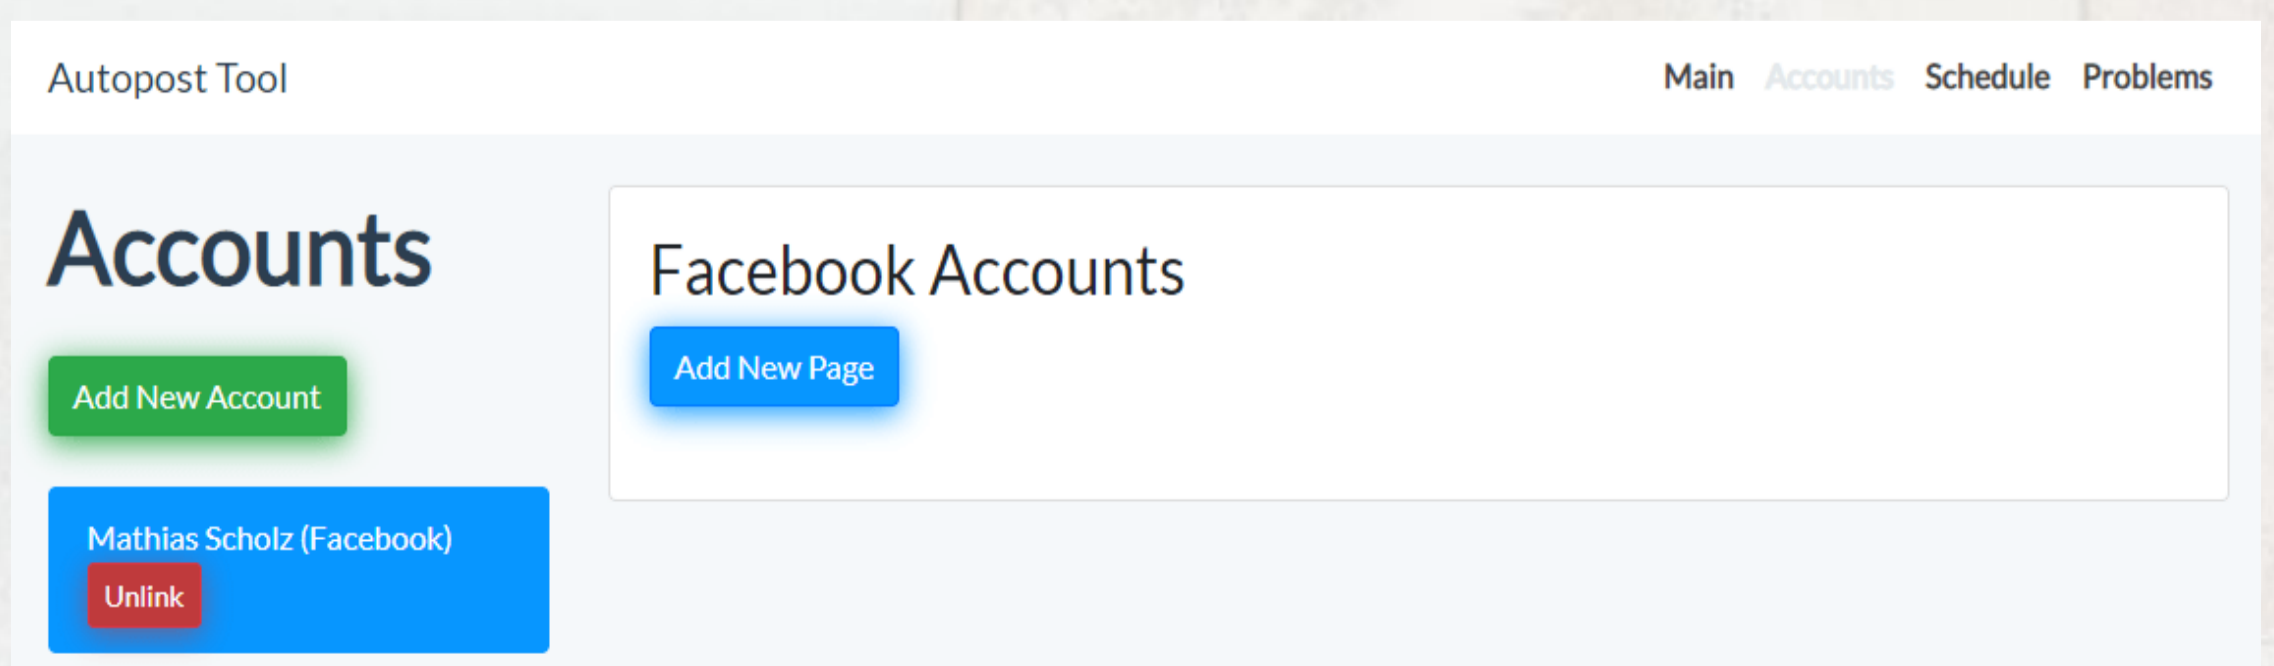 Autopost Tool
Main Accounts Schedule Problems
Accounts
Add New Account
Mathias Scholz (Facebook)
Unlink
Facebook Accounts
Add New Page